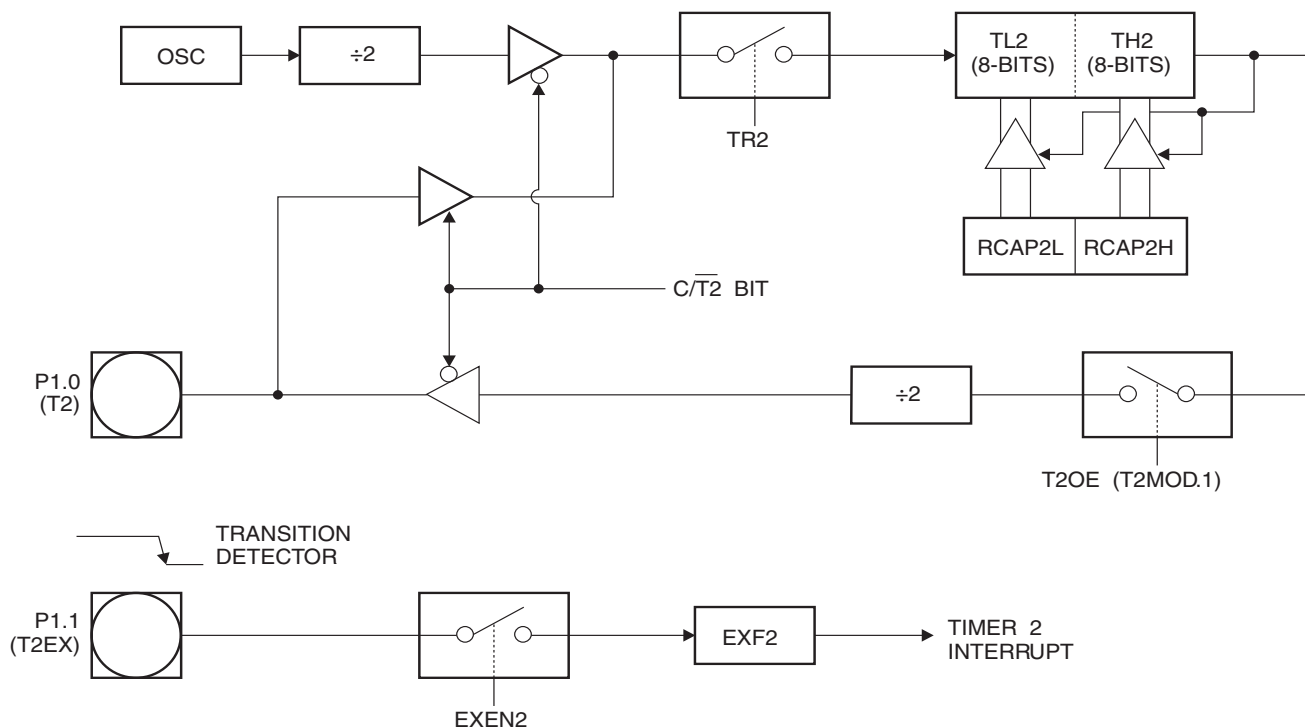 OSC
÷2
TR2
TL2
(8-BITS)
TH2
(8-BITS)
RCAP2L
RCAP2H
C/T2 BIT
P1.0
(T2)
÷2
T2OE (T2MOD.1)
TRANSITION
DETECTOR
P1.1
(T2EX)
EXEN2
EXF2
TIMER 2
INTERRUPT